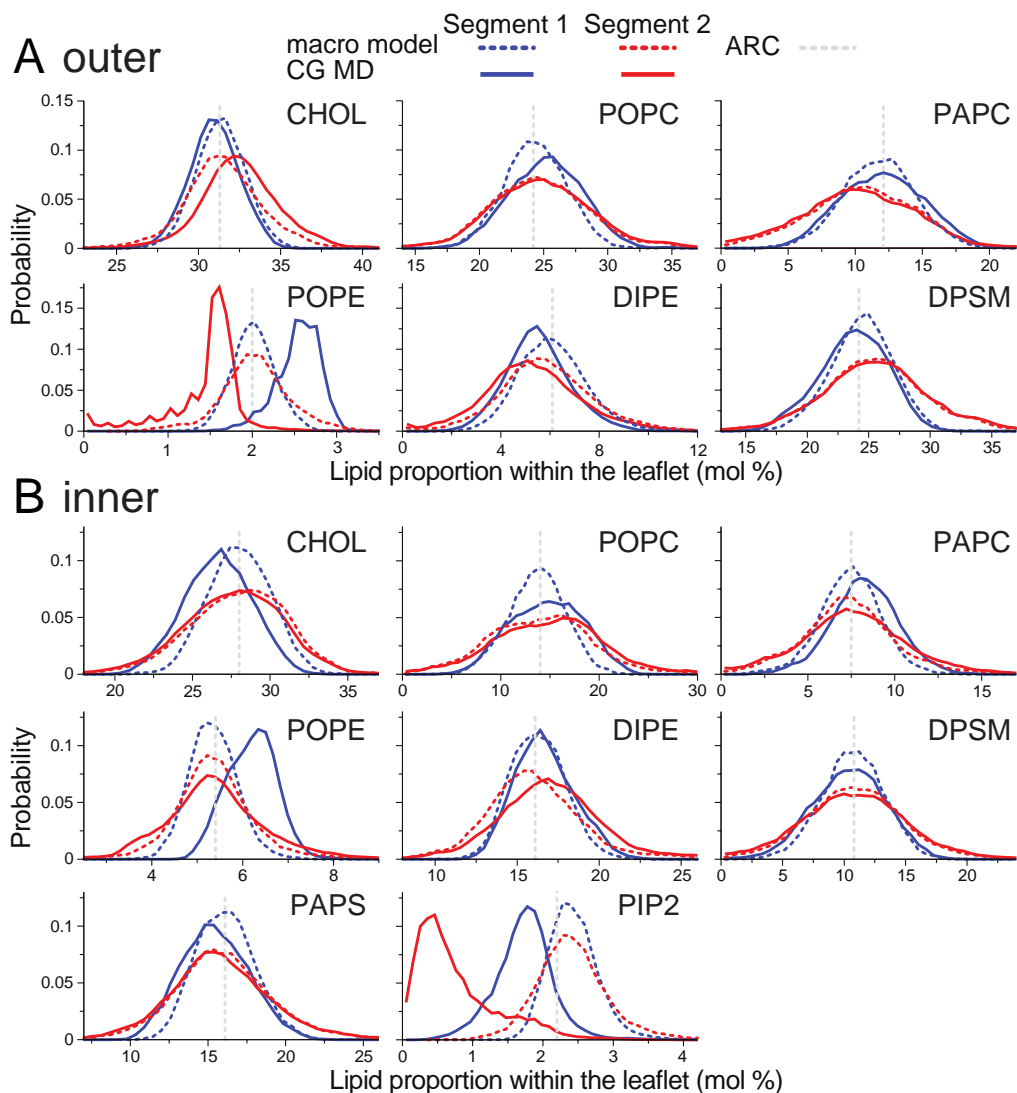 Segment 1 Segment 2
macro model ARC
CG MD
A outer
0.15 CHOL POPC PAPC
0.10
0.05
0
25 30 35 40 15 20 25 30 35 0 5 10 15 20
Probability
POPE DIPE DPSM
0.15
0.10
0.05
0
0 1 2 3 0 4 8 12 15 20 25 30 35
Lipid proportion within the leaflet (mol %)
B inner
CHOL POPC PAPC
0.1
0.05
0
20 25 30 35 0 10 20 30 0 5 10 15
Probability
POPE DIPE DPSM
0.1
0.05
0
4 6 8 10 15 20 25 0 5 10 15 20
PAPS PIP2
0.1
0.05
0
10 15 20 25 0 1 2 3 4
Lipid proportion within the leaflet (mol %)